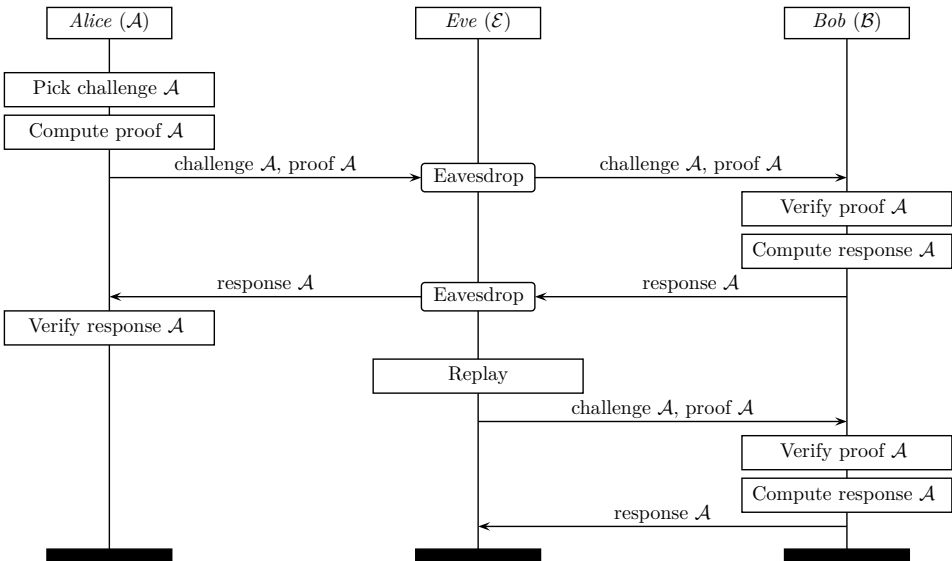 Alice (𝒜)
Eve (ℰ)
Bob (ℬ)
Pick challenge 𝒜
Compute proof 𝒜
challenge 𝒜, proof 𝒜
Eavesdrop
challenge 𝒜, proof 𝒜
Verify proof 𝒜
Compute response 𝒜
response 𝒜
Eavesdrop
response 𝒜
Verify response 𝒜
Replay
challenge 𝒜, proof 𝒜
Verify proof 𝒜
Compute response 𝒜
response 𝒜